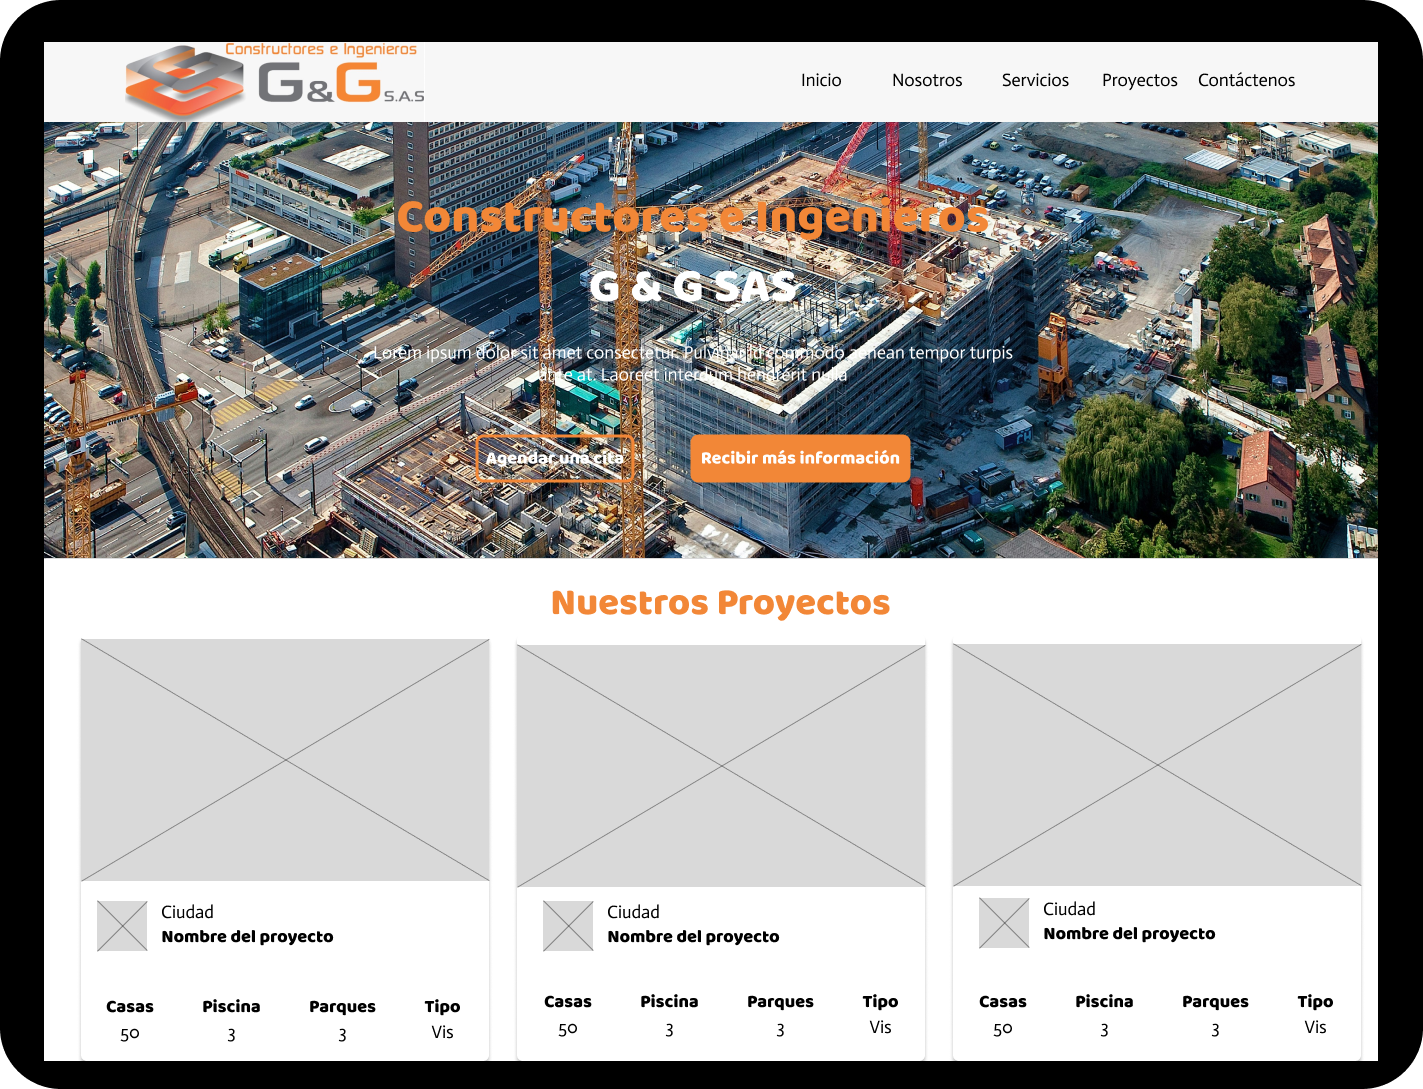 Constructores e Ingenieros
G&G S.A.S
Inicio Nosotros Servicios Proyectos Contáctenos
Constructores e Ingenieros
G & G SAS
Lorem ipsum dolor sit amet consectetur. Pulvinar id commodo aenean tempor turpis
at. Laoreet interdum hendrerit nulla
Agendar una cita Recibir más información
Nuestros Proyectos
Ciudad
Nombre del proyecto
Casas Piscina Parques Tipo
50 3 3 Vis
Ciudad
Nombre del proyecto
Casas Piscina Parques Tipo
50 3 3 Vis
Ciudad
Nombre del proyecto
Casas Piscina Parques Tipo
50 3 3 Vis